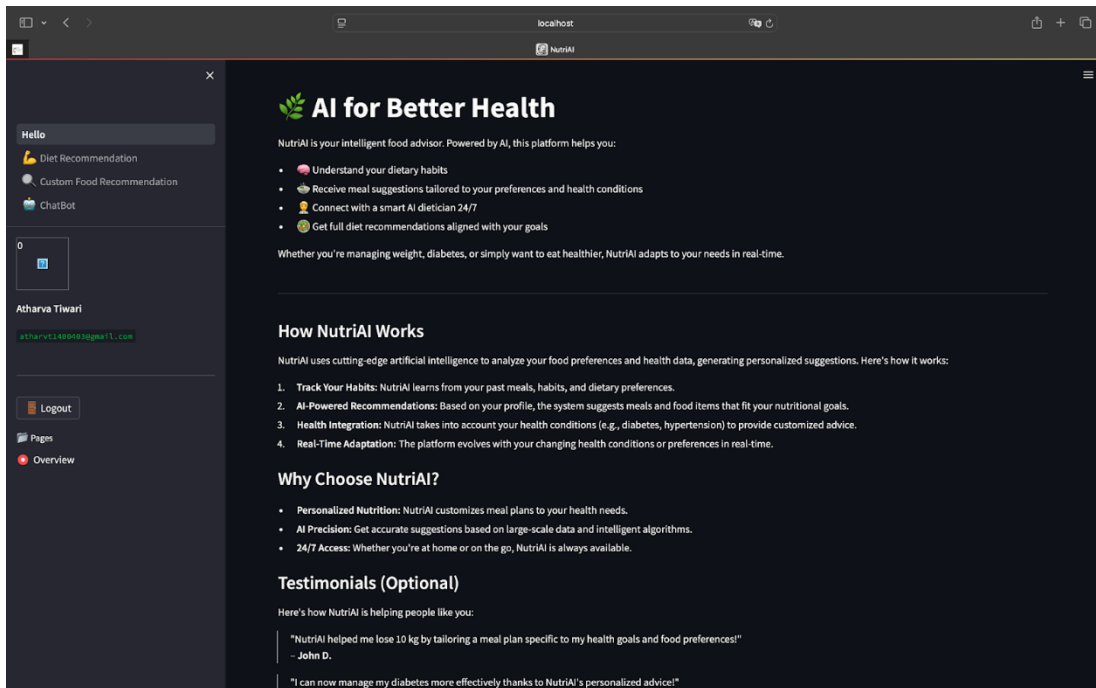 localhost
NutriAI
Hello
Diet Recommendation
Custom Food Recommendation
ChatBot
0
Atharva Tiwari
atharvt1480483@gmail.com
Logout
Pages
Overview
AI for Better Health
NutriAI is your intelligent food advisor. Powered by AI, this platform helps you:
• Understand your dietary habits
• Receive meal suggestions tailored to your preferences and health conditions
• Connect with a smart AI dietician 24/7
• Get full diet recommendations aligned with your goals
Whether you're managing weight, diabetes, or simply want to eat healthier, NutriAI adapts to your needs in real-time.
How NutriAI Works
NutriAI uses cutting-edge artificial intelligence to analyze your food preferences and health data, generating personalized suggestions. Here's how it works:
1. Track Your Habits: NutriAI learns from your past meals, habits, and dietary preferences.
2. AI-Powered Recommendations: Based on your profile, the system suggests meals and food items that fit your nutritional goals.
3. Health Integration: NutriAI takes into account your health conditions (e.g., diabetes, hypertension) to provide customized advice.
4. Real-Time Adaptation: The platform evolves with your changing health conditions or preferences in real-time.
Why Choose NutriAI?
• Personalized Nutrition: NutriAI customizes meal plans to your health needs.
• AI Precision: Get accurate suggestions based on large-scale data and intelligent algorithms.
• 24/7 Access: Whether you're at home or on the go, NutriAI is always available.
Testimonials (Optional)
Here's how NutriAI is helping people like you:
"NutriAI helped me lose 10 kg by tailoring a meal plan specific to my health goals and food preferences!"
– John D.
"I can now manage my diabetes more effectively thanks to NutriAI's personalized advice!"